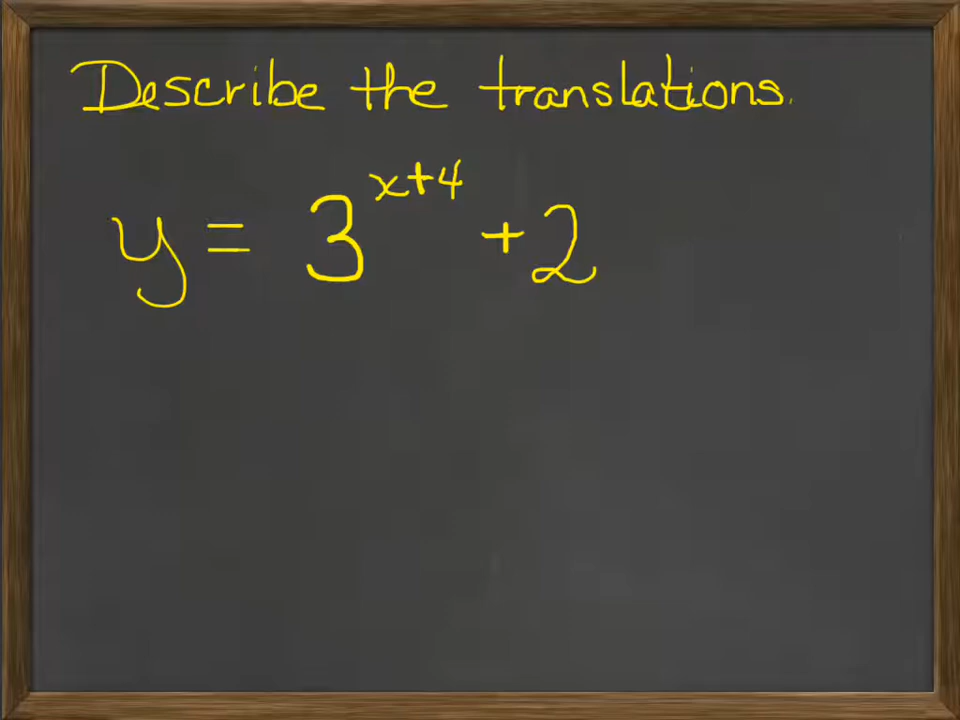 Describe the translations.
y = 3^{x+4} + 2